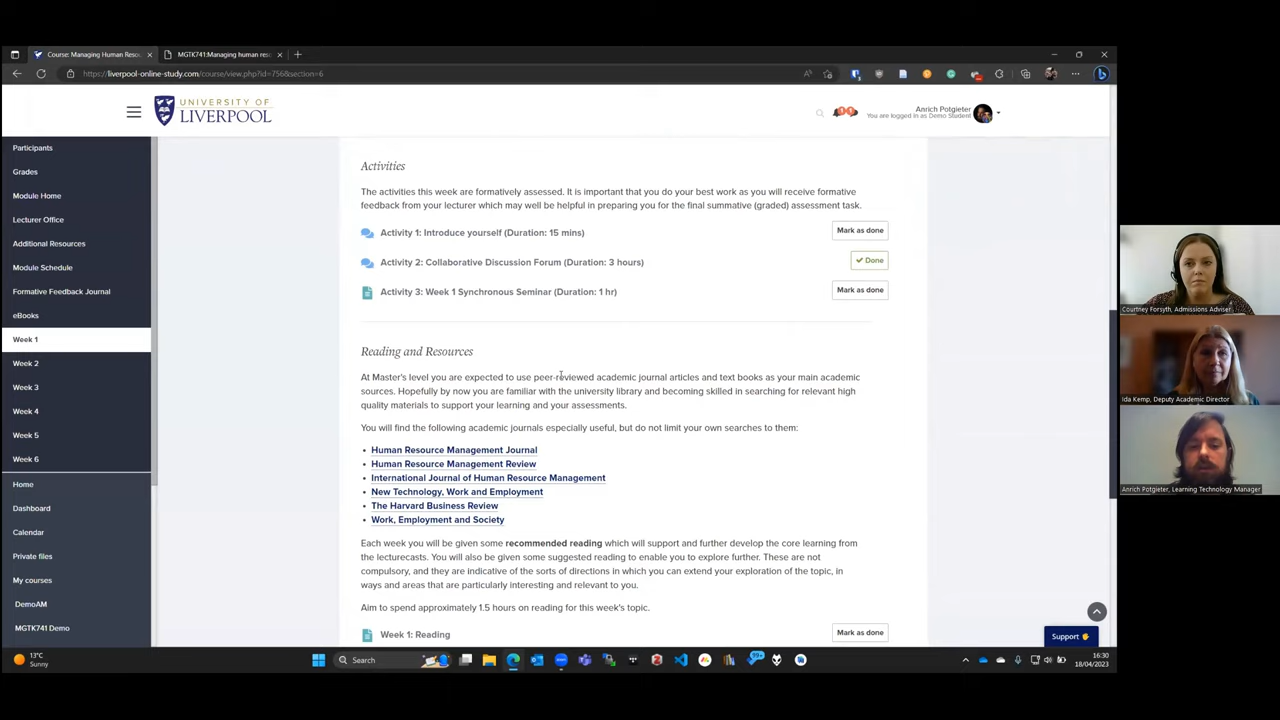 Course: Managing Human Reso
MGTK741:Managing human res
https://liverpool-online-study.com/course/view.php?id=756&section=6
UNIVERSITY OF
LIVERPOOL
Anrich Potgieter
You are logged in as Demo Student
Participants
Grades
Module Home
Lecturer Office
Additional Resources
Module Schedule
Formative Feedback Journal
eBooks
Week 1
Week 2
Week 3
Week 4
Week 5
Week 6
Home
Dashboard
Calendar
Private files
My courses
DemoAM
MGTK741 Demo
Activities
The activities this week are formatively assessed. It is important that you do your best work as you will receive formative
feedback from your lecturer which may well be helpful in preparing you for the final summative (graded) assessment task.
Activity 1: Introduce yourself (Duration: 15 mins)
Mark as done
Activity 2: Collaborative Discussion Forum (Duration: 3 hours)
Done
Activity 3: Week 1 Synchronous Seminar (Duration: 1 hr)
Mark as done
Reading and Resources
At Master's level you are expected to use peer-reviewed academic journal articles and text books as your main academic
sources. Hopefully by now you are familiar with the university library and becoming skilled in searching for relevant high
quality materials to support your learning and your assessments.
You will find the following academic journals especially useful, but do not limit your own searches to them:
• Human Resource Management Journal
• Human Resource Management Review
• International Journal of Human Resource Management
• New Technology, Work and Employment
• The Harvard Business Review
• Work, Employment and Society
Each week you will be given some recommended reading which will support and further develop the core learning from
the lecturecasts. You will also be given some suggested reading to enable you to explore further. These are not
compulsory, and they are indicative of the sorts of directions in which you can extend your exploration of the topic, in
ways and areas that are particularly interesting and relevant to you.
Aim to spend approximately 1.5 hours on reading for this week's topic.
Week 1: Reading
Mark as done
Support
Courtney Forsyth, Admissions Adviser
Ida Kemp, Deputy Academic Director
Anrich Potgieter, Learning Technology Manager
13°C
Sunny
Search
99+
16:30
18/04/2023